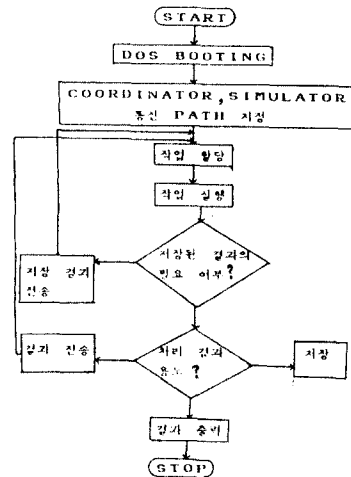 START
DOS BOOTING
COORDINATOR,SIMULATOR
통신 PATH 지정
작업 할당
작업 실행
저장된 결과의
필요 여부?
저장 결과
전송
처리 결과
용도?
결과 전송
저장
결과 출력
STOP